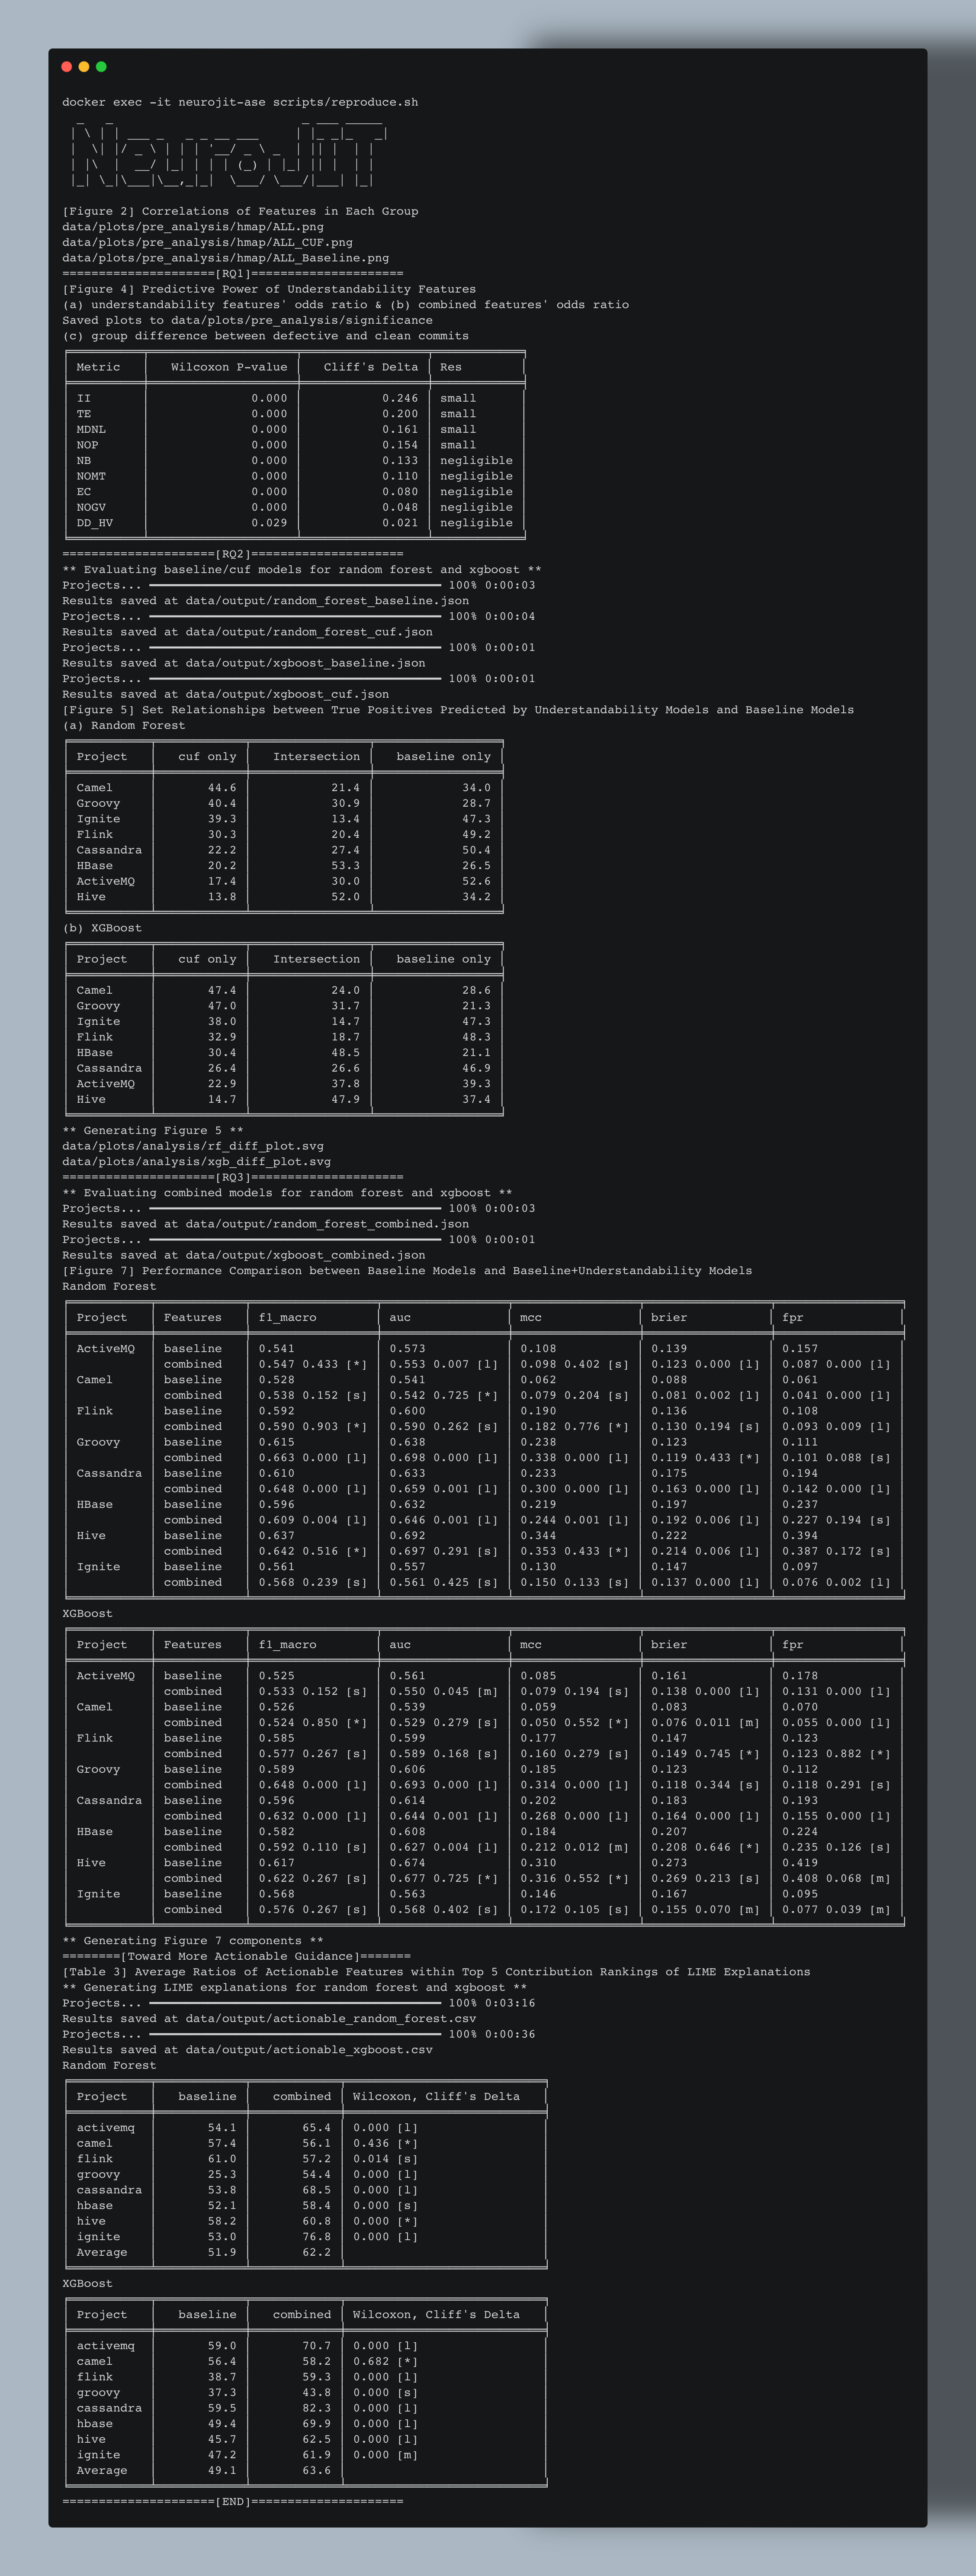 docker exec -it neurojit-ase scripts/reproduce.sh
NeuroJIT
[Figure 2] Correlations of Features in Each Group
data/plots/pre_analysis/hmap/ALL.png
data/plots/pre_analysis/hmap/ALL_CUF.png
data/plots/pre_analysis/hmap/ALL_Baseline.png
=====================[RQ1]=====================
[Figure 4] Predictive Power of Understandability Features
(a) understandability features' odds ratio & (b) combined features' odds ratio
Saved plots to data/plots/pre_analysis/significance
(c) group difference between defective and clean commits
Metric Wilcoxon P-value Cliff's Delta Res
II 0.000 0.246 small
TE 0.000 0.200 small
MDNL 0.000 0.161 small
NOP 0.000 0.154 small
NB 0.000 0.133 negligible
NOMT 0.000 0.110 negligible
EC 0.000 0.080 negligible
NOGV 0.000 0.048 negligible
DD_HV 0.029 0.021 negligible
=====================[RQ2]=====================
** Evaluating baseline/cuf models for random forest and xgboost **
Projects... 100% 0:00:03
Results saved at data/output/random_forest_baseline.json
Projects... 100% 0:00:04
Results saved at data/output/random_forest_cuf.json
Projects... 100% 0:00:01
Results saved at data/output/xgboost_baseline.json
Projects... 100% 0:00:01
Results saved at data/output/xgboost_cuf.json
[Figure 5] Set Relationships between True Positives Predicted by Understandability Models and Baseline Models
(a) Random Forest
Project cuf only Intersection baseline only
Camel 44.6 21.4 34.0
Groovy 40.4 30.9 28.7
Ignite 39.3 13.4 47.3
Flink 30.3 20.4 49.2
Cassandra 22.2 27.4 50.4
HBase 20.2 53.3 26.5
ActiveMQ 17.4 30.0 52.6
Hive 13.8 52.0 34.2
(b) XGBoost
Project cuf only Intersection baseline only
Camel 47.4 24.0 28.6
Groovy 47.0 31.7 21.3
Ignite 38.0 14.7 47.3
Flink 32.9 18.7 48.3
HBase 30.4 48.5 21.1
Cassandra 26.4 26.6 46.9
ActiveMQ 22.9 37.8 39.3
Hive 14.7 47.9 37.4
** Generating Figure 5 **
data/plots/analysis/rf_diff_plot.svg
data/plots/analysis/xgb_diff_plot.svg
=====================[RQ3]=====================
** Evaluating combined models for random forest and xgboost **
Projects... 100% 0:00:03
Results saved at data/output/random_forest_combined.json
Projects... 100% 0:00:01
Results saved at data/output/xgboost_combined.json
[Figure 7] Performance Comparison between Baseline Models and Baseline+Understandability Models
Random Forest
Project Features f1_macro auc mcc brier fpr
ActiveMQ baseline 0.541 0.573 0.108 0.139 0.157
combined 0.547 0.433 [*] 0.553 0.007 [l] 0.098 0.402 [s] 0.123 0.000 [l] 0.087 0.000 [l]
Camel baseline 0.528 0.541 0.062 0.088 0.061
combined 0.538 0.152 [s] 0.542 0.725 [*] 0.079 0.204 [s] 0.081 0.002 [l] 0.041 0.000 [l]
Flink baseline 0.592 0.600 0.190 0.136 0.108
combined 0.590 0.903 [*] 0.590 0.262 [s] 0.182 0.776 [*] 0.130 0.194 [s] 0.093 0.009 [l]
Groovy baseline 0.615 0.638 0.238 0.123 0.111
combined 0.663 0.000 [l] 0.698 0.000 [l] 0.338 0.000 [l] 0.119 0.433 [*] 0.101 0.088 [s]
Cassandra baseline 0.610 0.633 0.233 0.175 0.194
combined 0.648 0.000 [l] 0.659 0.001 [l] 0.300 0.000 [l] 0.163 0.000 [l] 0.142 0.000 [l]
HBase baseline 0.596 0.632 0.219 0.197 0.237
combined 0.609 0.004 [l] 0.646 0.001 [l] 0.244 0.001 [l] 0.192 0.006 [l] 0.227 0.194 [s]
Hive baseline 0.637 0.692 0.344 0.222 0.394
combined 0.642 0.516 [*] 0.697 0.291 [s] 0.353 0.433 [*] 0.214 0.006 [l] 0.387 0.172 [s]
Ignite baseline 0.561 0.557 0.130 0.147 0.097
combined 0.568 0.239 [s] 0.561 0.425 [s] 0.150 0.133 [s] 0.137 0.000 [l] 0.076 0.002 [l]
XGBoost
Project Features f1_macro auc mcc brier fpr
ActiveMQ baseline 0.525 0.561 0.085 0.161 0.178
combined 0.533 0.152 [s] 0.550 0.045 [m] 0.079 0.194 [s] 0.138 0.000 [l] 0.131 0.000 [l]
Camel baseline 0.526 0.539 0.059 0.083 0.070
combined 0.524 0.850 [*] 0.529 0.279 [s] 0.050 0.552 [*] 0.076 0.011 [m] 0.055 0.000 [l]
Flink baseline 0.585 0.599 0.177 0.147 0.123
combined 0.577 0.267 [s] 0.589 0.168 [s] 0.160 0.279 [s] 0.149 0.745 [*] 0.123 0.882 [*]
Groovy baseline 0.589 0.606 0.185 0.123 0.112
combined 0.648 0.000 [l] 0.693 0.000 [l] 0.314 0.000 [l] 0.118 0.344 [s] 0.118 0.291 [s]
Cassandra baseline 0.596 0.614 0.202 0.183 0.193
combined 0.632 0.000 [l] 0.644 0.001 [l] 0.268 0.000 [l] 0.164 0.000 [l] 0.155 0.000 [l]
HBase baseline 0.582 0.608 0.184 0.207 0.224
combined 0.592 0.110 [s] 0.627 0.004 [l] 0.212 0.012 [m] 0.208 0.646 [*] 0.235 0.126 [s]
Hive baseline 0.617 0.674 0.310 0.273 0.419
combined 0.622 0.267 [s] 0.677 0.725 [*] 0.316 0.552 [*] 0.269 0.213 [s] 0.408 0.068 [m]
Ignite baseline 0.568 0.563 0.146 0.167 0.095
combined 0.576 0.267 [s] 0.568 0.402 [s] 0.172 0.105 [s] 0.155 0.070 [m] 0.077 0.039 [m]
** Generating Figure 7 components **
========[Toward More Actionable Guidance]=======
[Table 3] Average Ratios of Actionable Features within Top 5 Contribution Rankings of LIME Explanations
** Generating LIME explanations for random forest and xgboost **
Projects... 100% 0:03:16
Results saved at data/output/actionable_random_forest.csv
Projects... 100% 0:00:36
Results saved at data/output/actionable_xgboost.csv
Random Forest
Project baseline combined Wilcoxon, Cliff's Delta
activemq 54.1 65.4 0.000 [l]
camel 57.4 56.1 0.436 [*]
flink 61.0 57.2 0.014 [s]
groovy 25.3 54.4 0.000 [l]
cassandra 53.8 68.5 0.000 [l]
hbase 52.1 58.4 0.000 [s]
hive 58.2 60.8 0.000 [*]
ignite 53.0 76.8 0.000 [l]
Average 51.9 62.2
XGBoost
Project baseline combined Wilcoxon, Cliff's Delta
activemq 59.0 70.7 0.000 [l]
camel 56.4 58.2 0.682 [*]
flink 38.7 59.3 0.000 [l]
groovy 37.3 43.8 0.000 [s]
cassandra 59.5 82.3 0.000 [l]
hbase 49.4 69.9 0.000 [l]
hive 45.7 62.5 0.000 [l]
ignite 47.2 61.9 0.000 [m]
Average 49.1 63.6
=====================[END]=====================